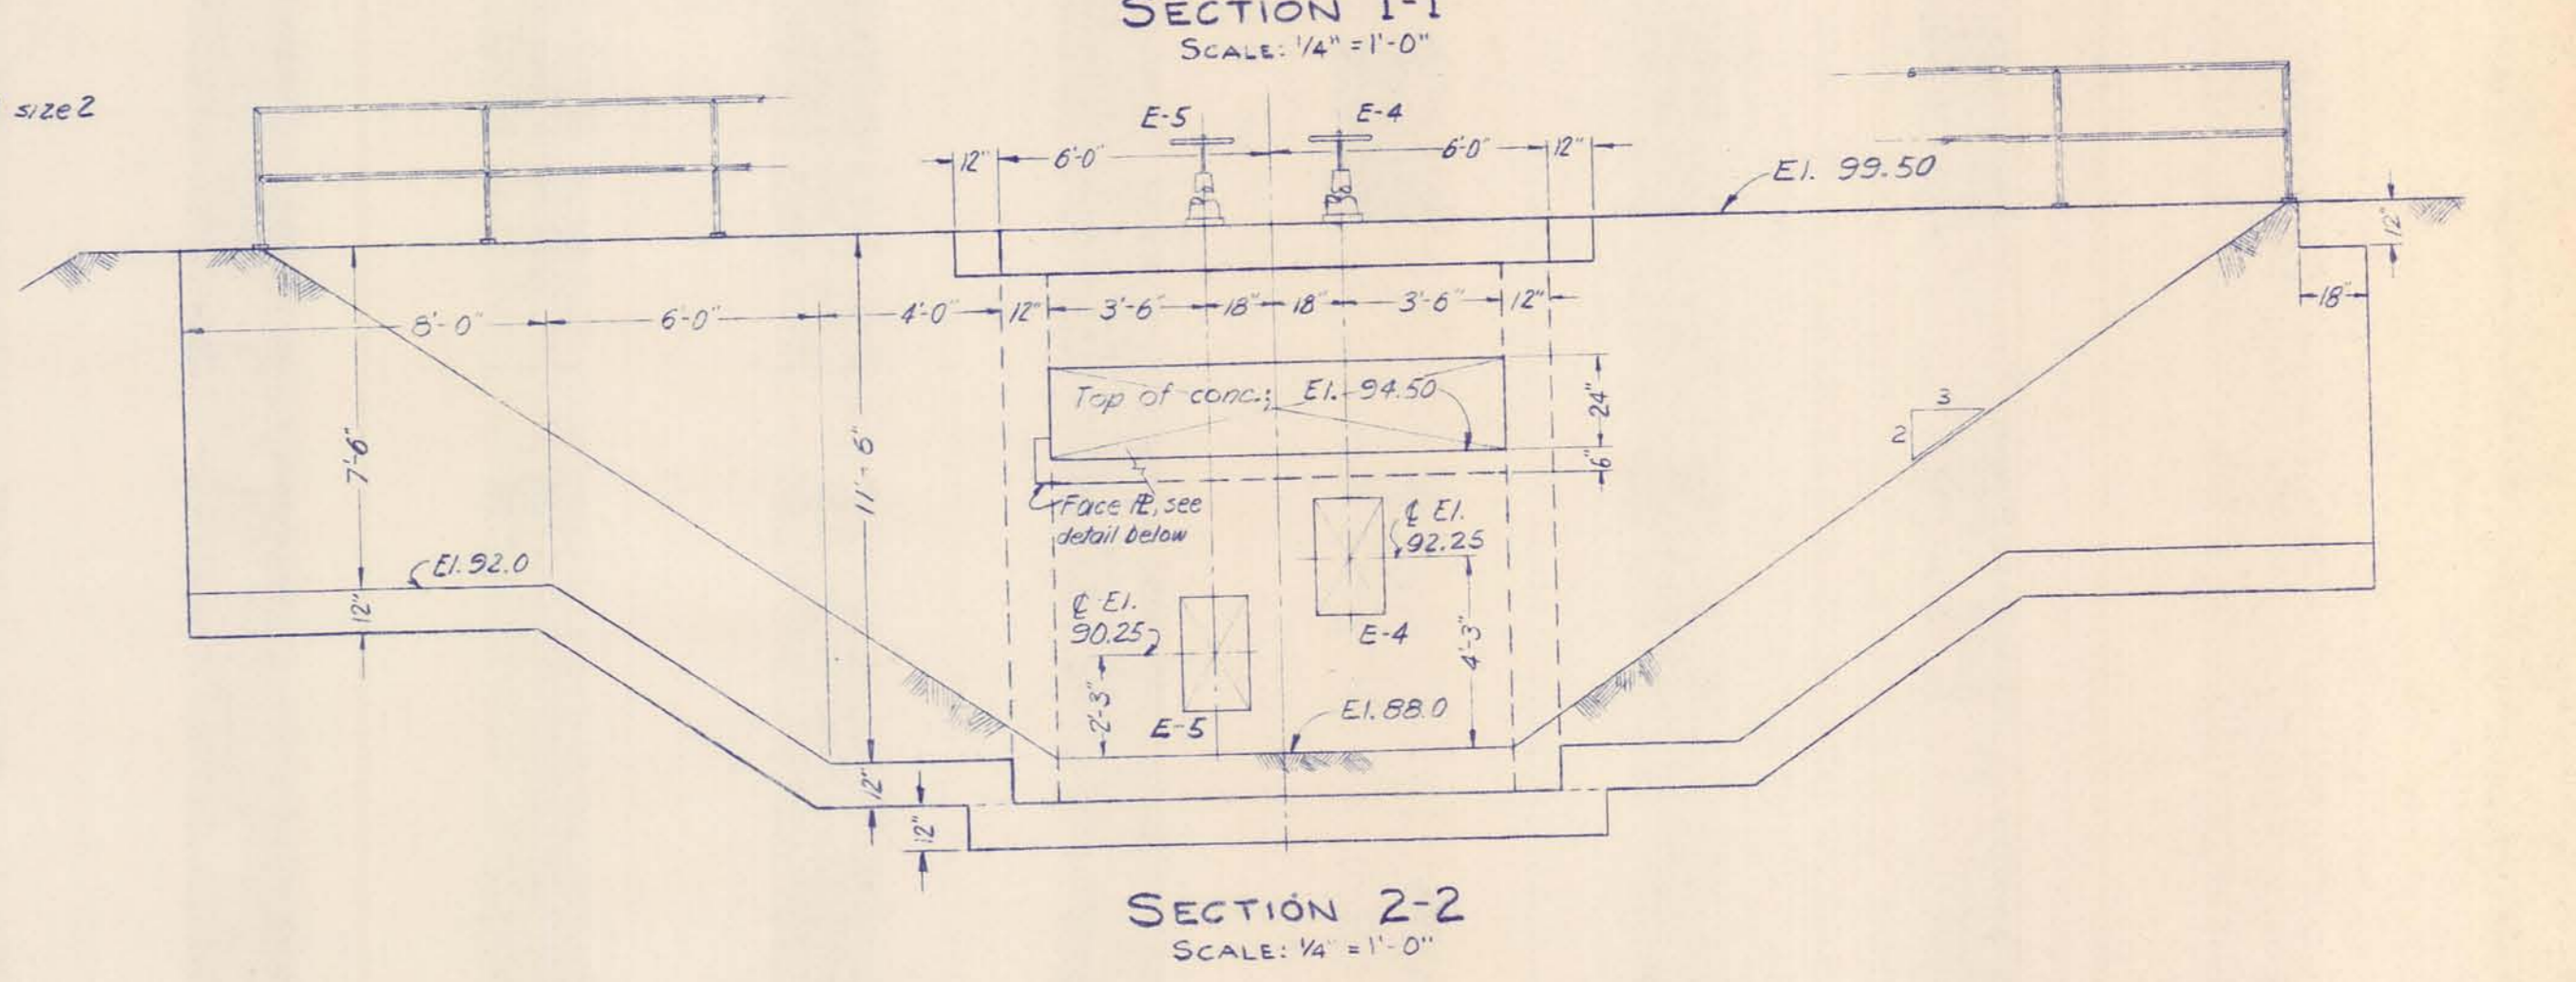 SECTION 1-1
SCALE: 1/4" = 1'-0"
size 2
E-5
E-4
12"
6'-0"
6'-0"
12"
El. 99.50
12"
8'-0"
6'-0"
4'-0"
12"
3'-6"
18"
18"
3'-6"
12"
18"
Top of conc.; El. 94.50
24"
3
2
7'-6"
11'-6"
6"
Face PL, see
detail below
℄ El.
92.25
El. 92.0
12"
℄ El.
90.25
E-4
4'-3"
2'-3"
E-5
El. 88.0
12"
12"
SECTION 2-2
SCALE: 1/4" = 1'-0"